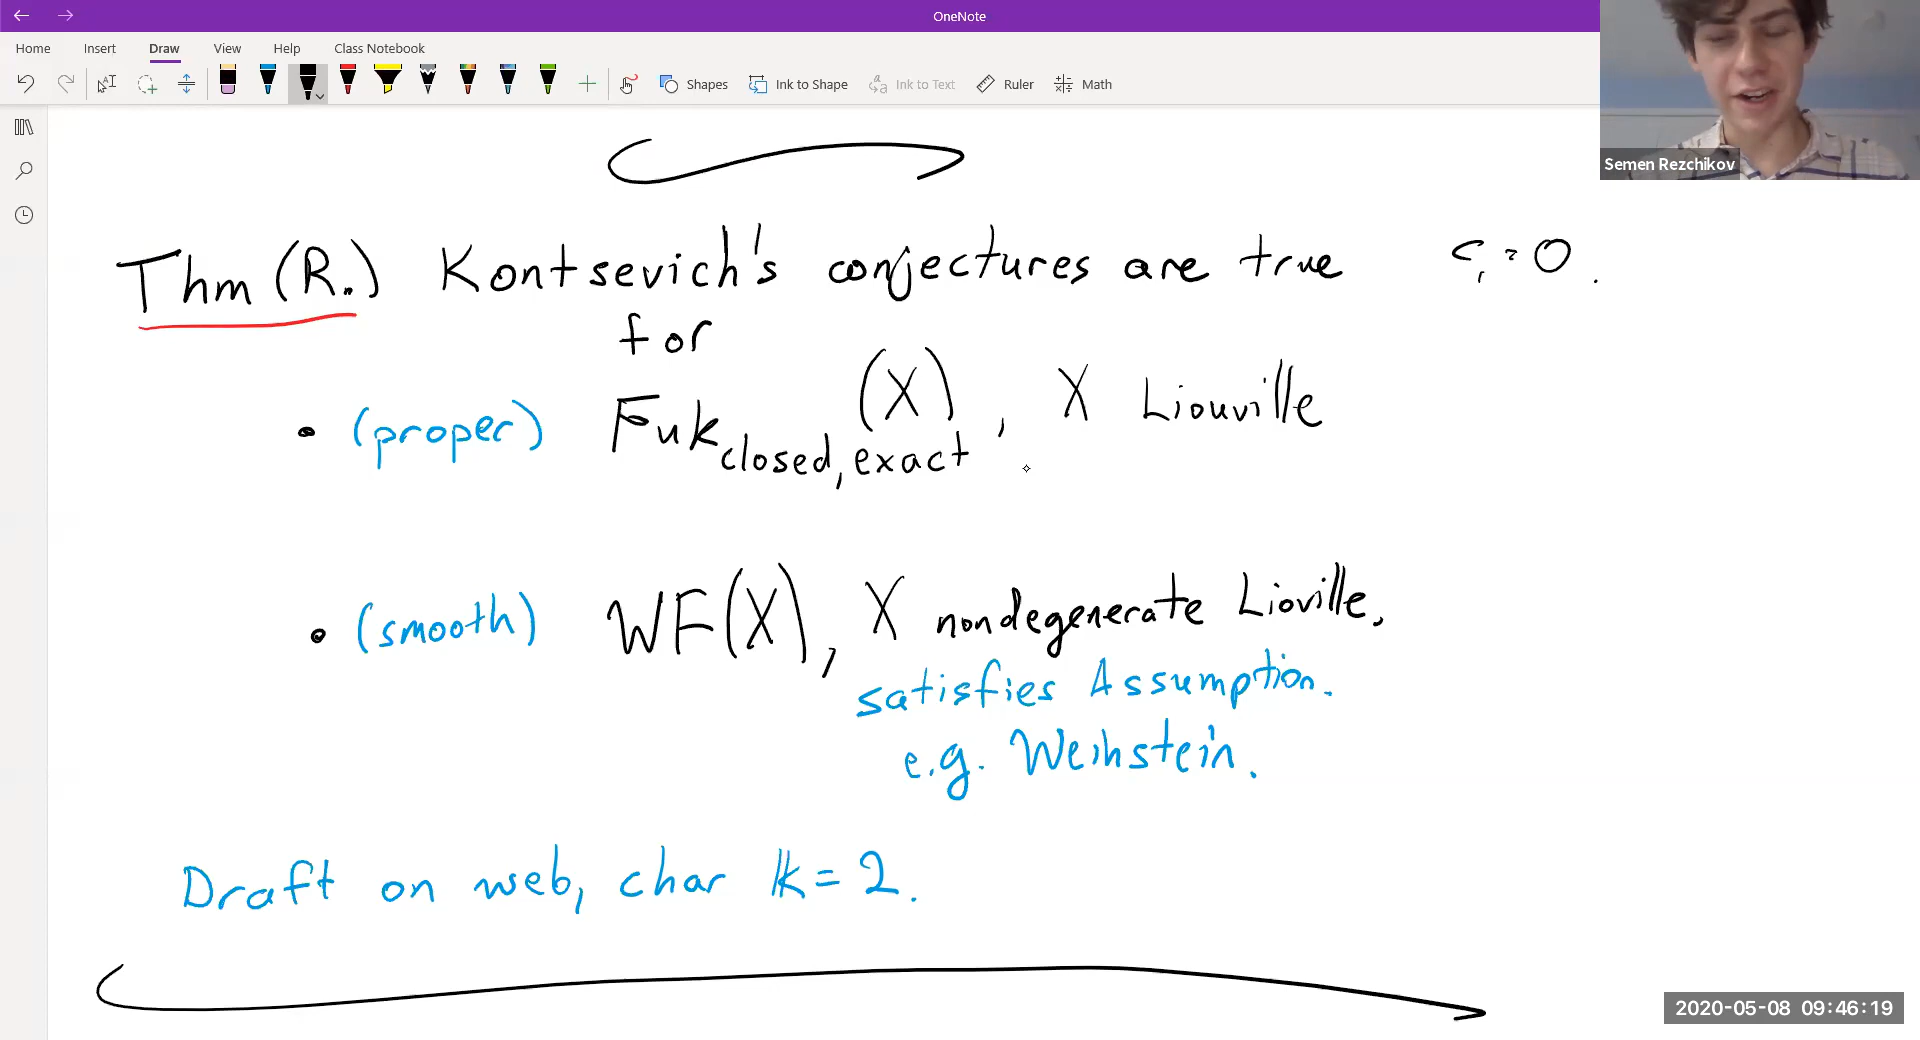 OneNote
Home Insert Draw View Help Class Notebook
Shapes Ink to Shape Ink to Text Ruler Math
Semen Rezchikov
Thm (R.) Kontsevich's conjectures are true c₁ = 0.
for
• (proper) Fuk closed, exact (X), X Liouville
• (smooth) WF(X), X nondegenerate Lioville,
satisfies Assumption.
e.g. Weinstein.
Draft on web, char 𝕜 = 2.
2020-05-08 09:46:19